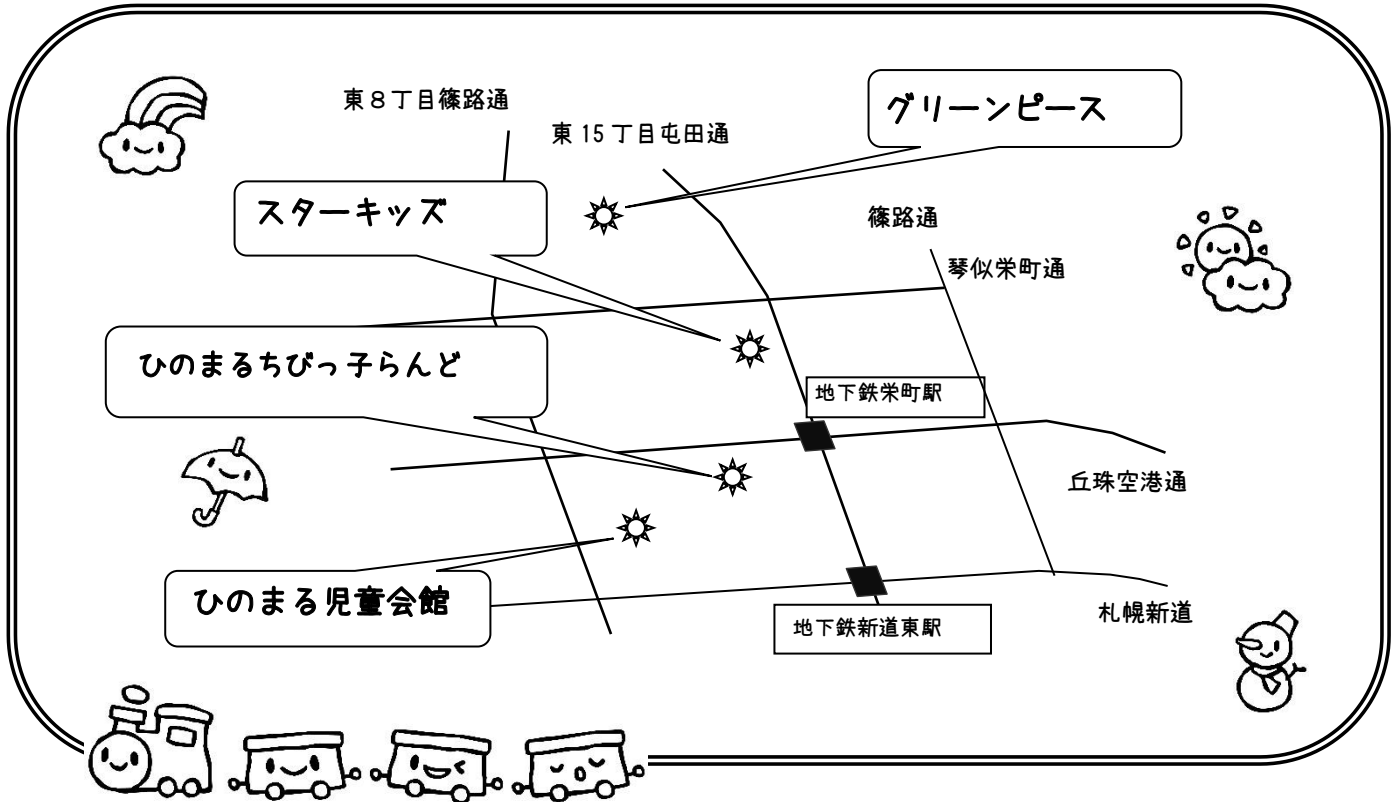 東８丁目篠路通
グリーンピース
東 15 丁目屯田通
スターキッズ
篠路通
琴似栄町通
ひのまるちびっ子らんど
地下鉄栄町駅
丘珠空港通
ひのまる児童会館
札幌新道
地下鉄新道東駅